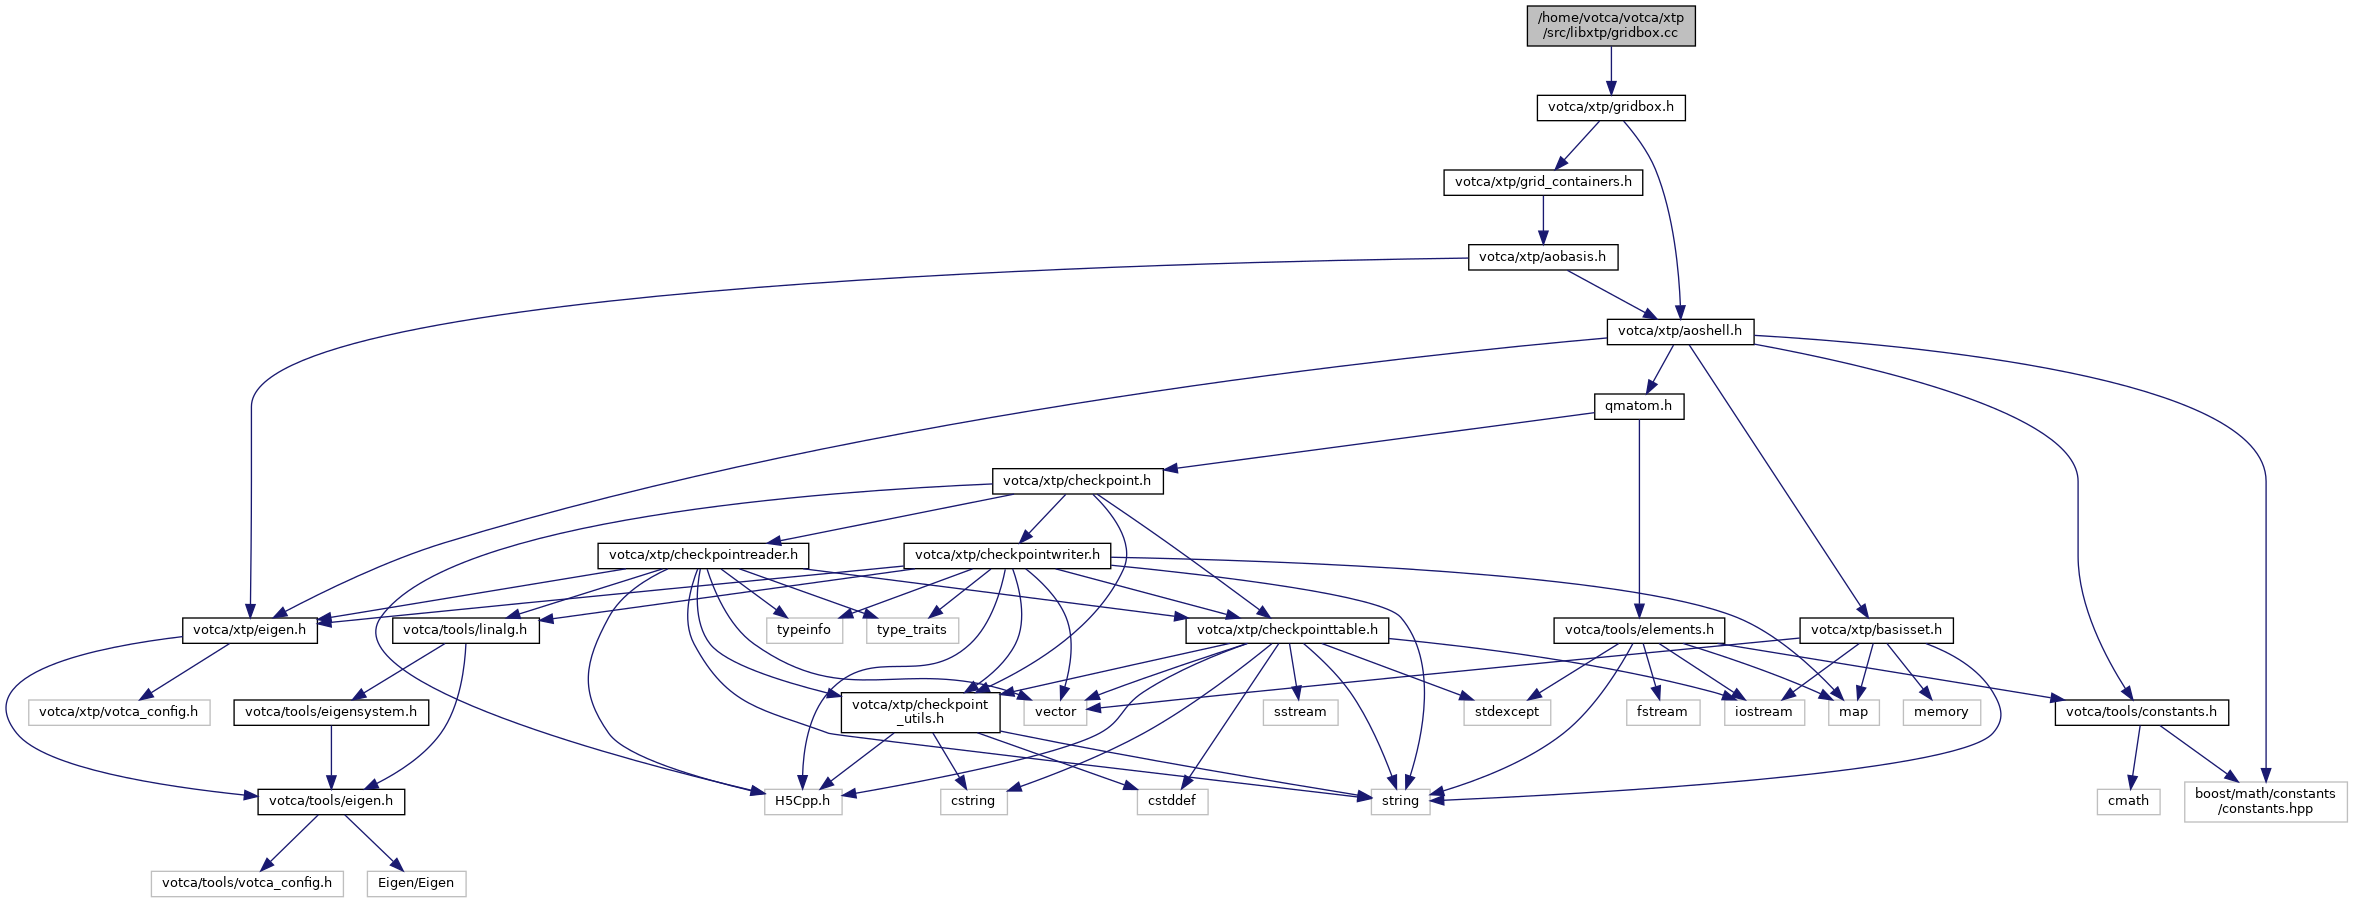 /home/votca/votca/xtp
/src/libxtp/gridbox.cc
votca/xtp/gridbox.h
votca/xtp/grid_containers.h
votca/xtp/aobasis.h
votca/xtp/aoshell.h
qmatom.h
votca/xtp/checkpoint.h
votca/xtp/checkpointreader.h
votca/xtp/checkpointwriter.h
votca/xtp/eigen.h
votca/tools/linalg.h
typeinfo
type_traits
votca/xtp/checkpointtable.h
votca/tools/elements.h
votca/xtp/basisset.h
votca/xtp/votca_config.h
votca/tools/eigensystem.h
votca/xtp/checkpoint
_utils.h
vector
sstream
stdexcept
fstream
iostream
map
memory
votca/tools/constants.h
votca/tools/eigen.h
H5Cpp.h
cstring
cstddef
string
cmath
boost/math/constants
/constants.hpp
votca/tools/votca_config.h
Eigen/Eigen